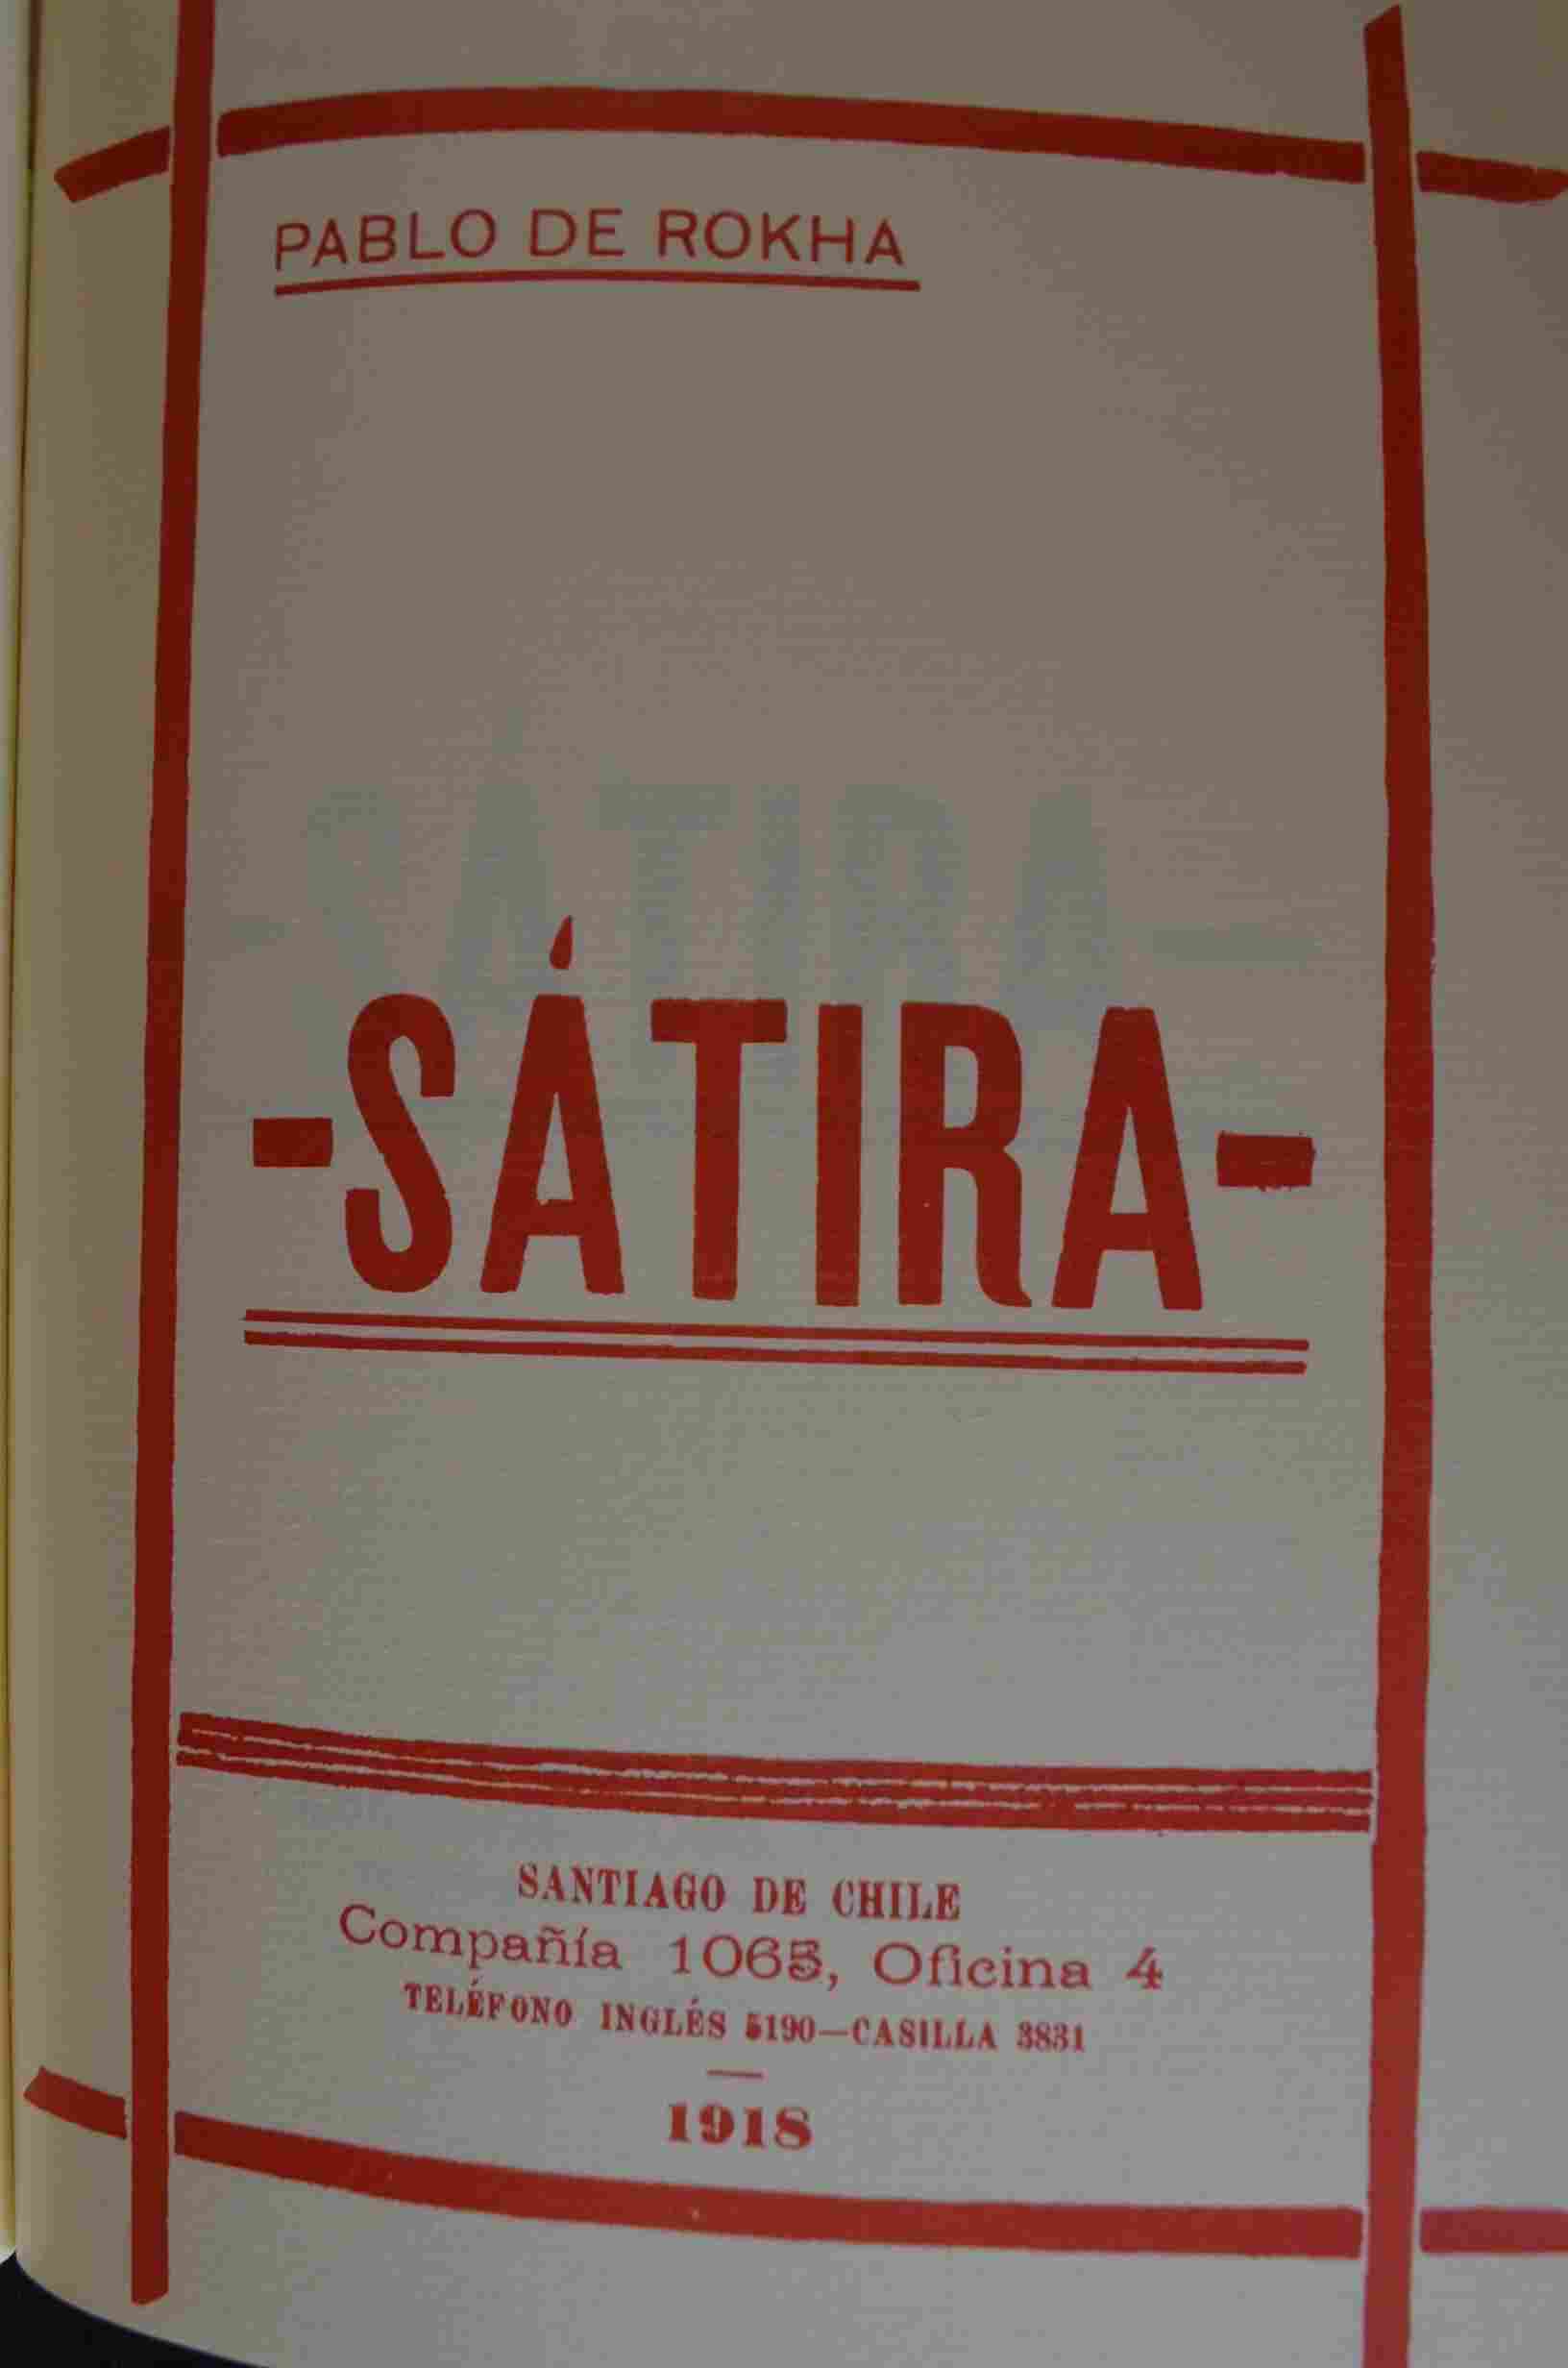 PABLO DE ROKHA
-SÁTIRA-
SANTIAGO DE CHILE
Compañía 1065, Oficina 4
TELÉFONO INGLÉS 5190—CASILLA 3831
1918